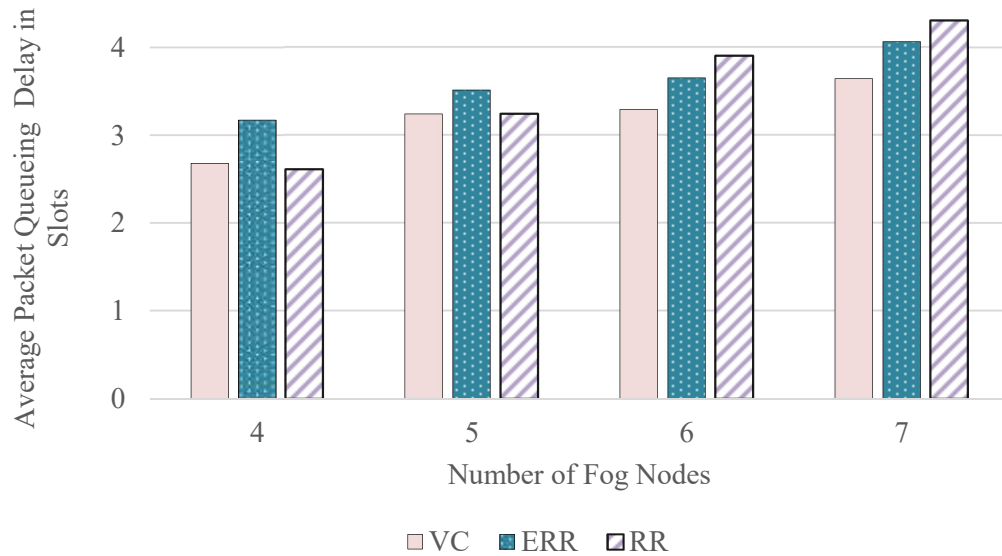 Average Packet Queueing Delay in
Slots
4
3
2
1
0
4 5 6 7
Number of Fog Nodes
VC ERR RR